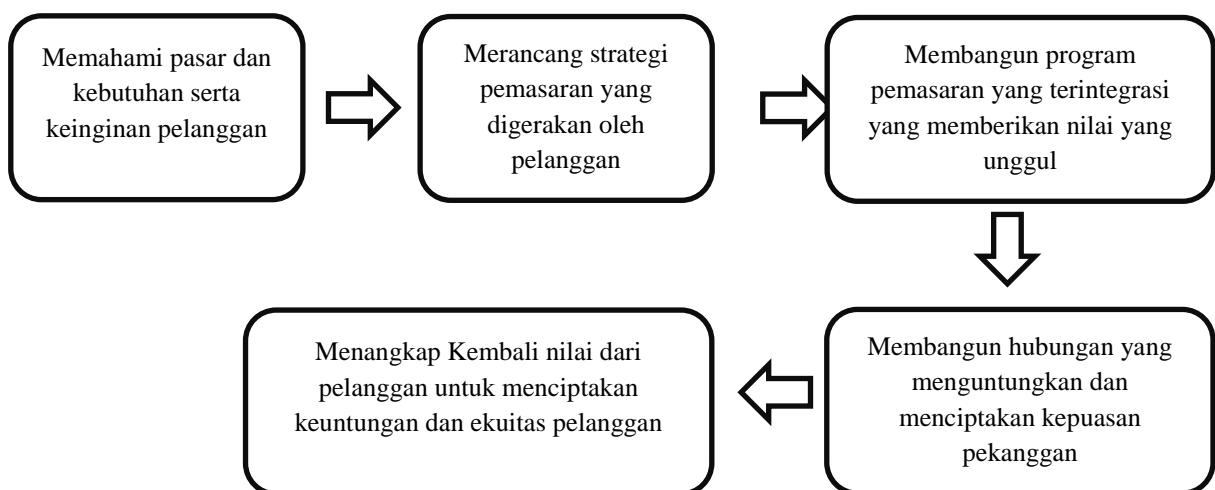 Memahami pasar dan
kebutuhan serta
keinginan pelanggan
Merancang strategi
pemasaran yang
digerakan oleh
pelanggan
Membangun program
pemasaran yang terintegrasi
yang memberikan nilai yang
unggul
Membangun hubungan yang
menguntungkan dan
menciptakan kepuasan
pekanggan
Menangkap Kembali nilai dari
pelanggan untuk menciptakan
keuntungan dan ekuitas pelanggan